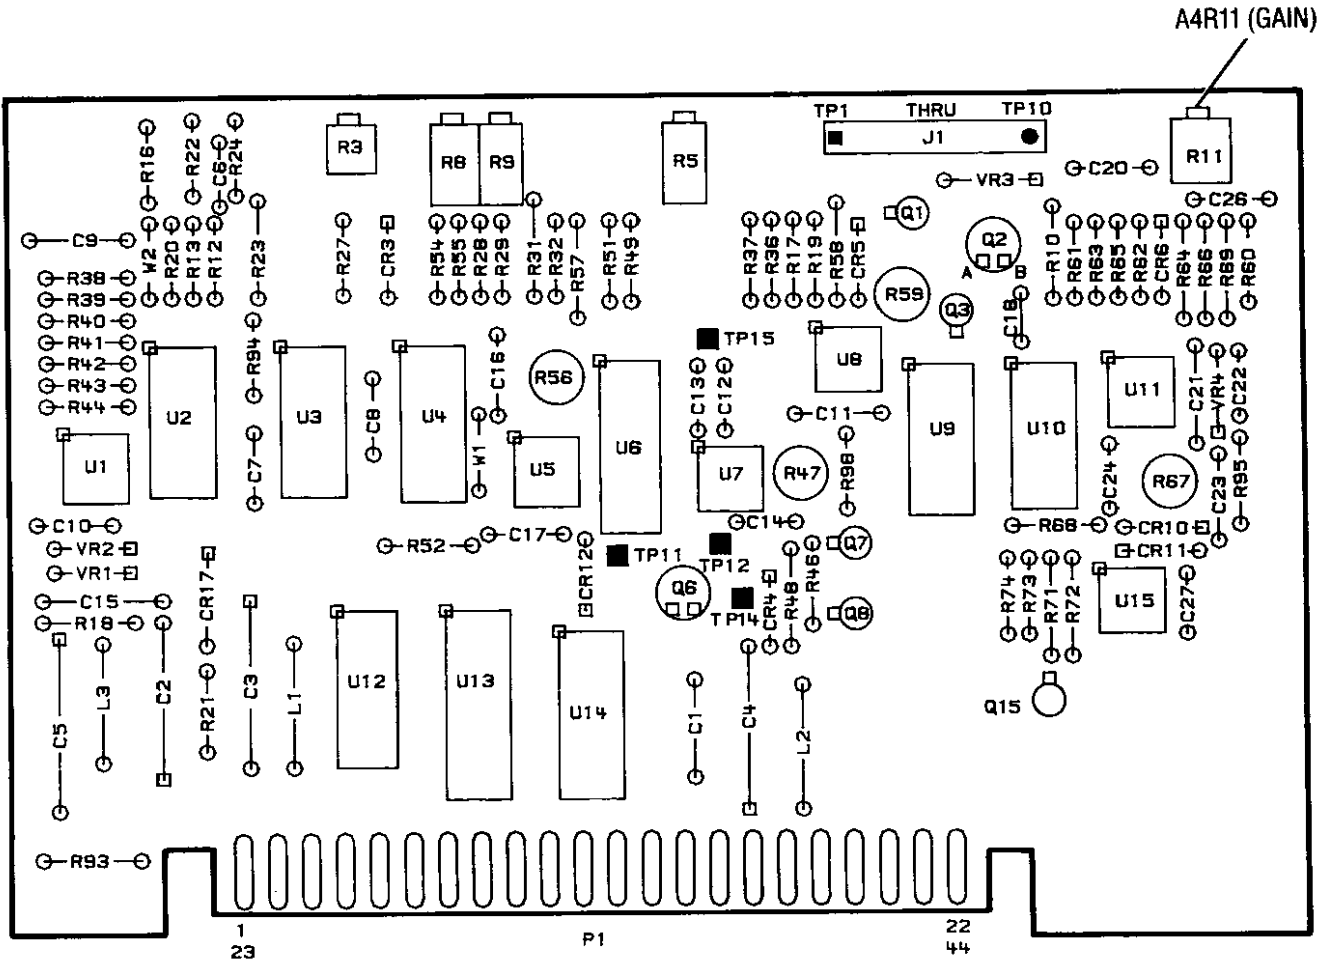 A4R11 (GAIN)
TP1 THRU TP10
J1
R3
R8
R9
R5
R11
R16
R22
C6
R24
VR3
C20
C26
Q1
Q2
A B
C9
W2
R20
R13
R12
R23
R27
CR3
R54
R55
R28
R29
R31
R32
R57
R51
R49
R37
R36
R17
R19
R58
CR5
R59
Q3
C18
R10
R61
R63
R65
R62
CR6
R64
R66
R69
R60
R38
R39
R40
R41
R42
R43
R44
R94
U2
U3
C8
U4
C16
R56
W1
U6
TP15
C13
C12
U8
C11
U9
U10
U11
C21
VR4
C22
U1
C7
U5
U7
R47
R98
C24
R67
C23
R95
C10
VR2
VR1
C15
R18
C17
R52
CR12
C14
TP11
TP12
Q6
TP14
CR4
R48
R46
Q7
Q8
R68
CR10
CR11
R74
R73
R71
R72
U15
C27
CR17
C5
L3
C2
R21
C3
L1
U12
U13
U14
C1
C4
L2
Q15
R93
1
23
P1
22
44